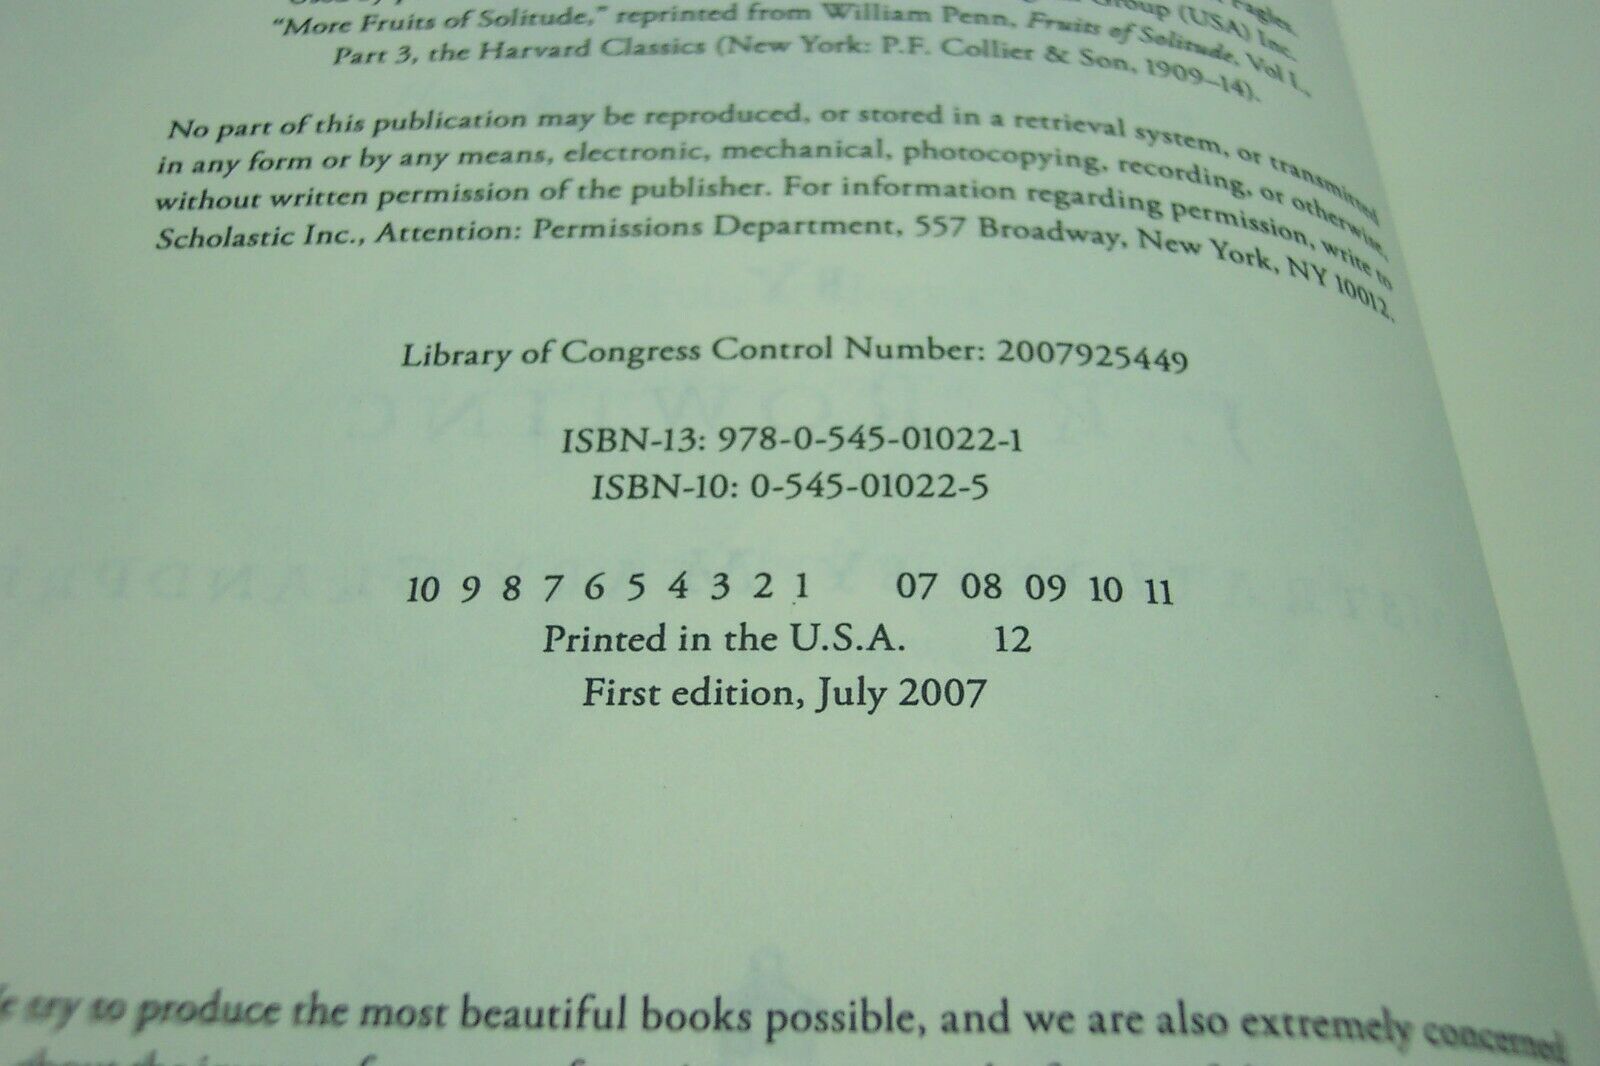 Group (USA) Inc.
"More Fruits of Solitude," reprinted from William Penn, Fruits of Solitude, Vol I.,
Part 3, the Harvard Classics (New York: P.F. Collier & Son, 1909–14).
No part of this publication may be reproduced, or stored in a retrieval system, or transmitted
in any form or by any means, electronic, mechanical, photocopying, recording, or otherwise,
without written permission of the publisher. For information regarding permission, write to
Scholastic Inc., Attention: Permissions Department, 557 Broadway, New York, NY 10012.
Library of Congress Control Number: 2007925449
ISBN-13: 978-0-545-01022-1
ISBN-10: 0-545-01022-5
10 9 8 7 6 5 4 3 2 1 07 08 09 10 11
Printed in the U.S.A. 12
First edition, July 2007
try to produce the most beautiful books possible, and we are also extremely concerned